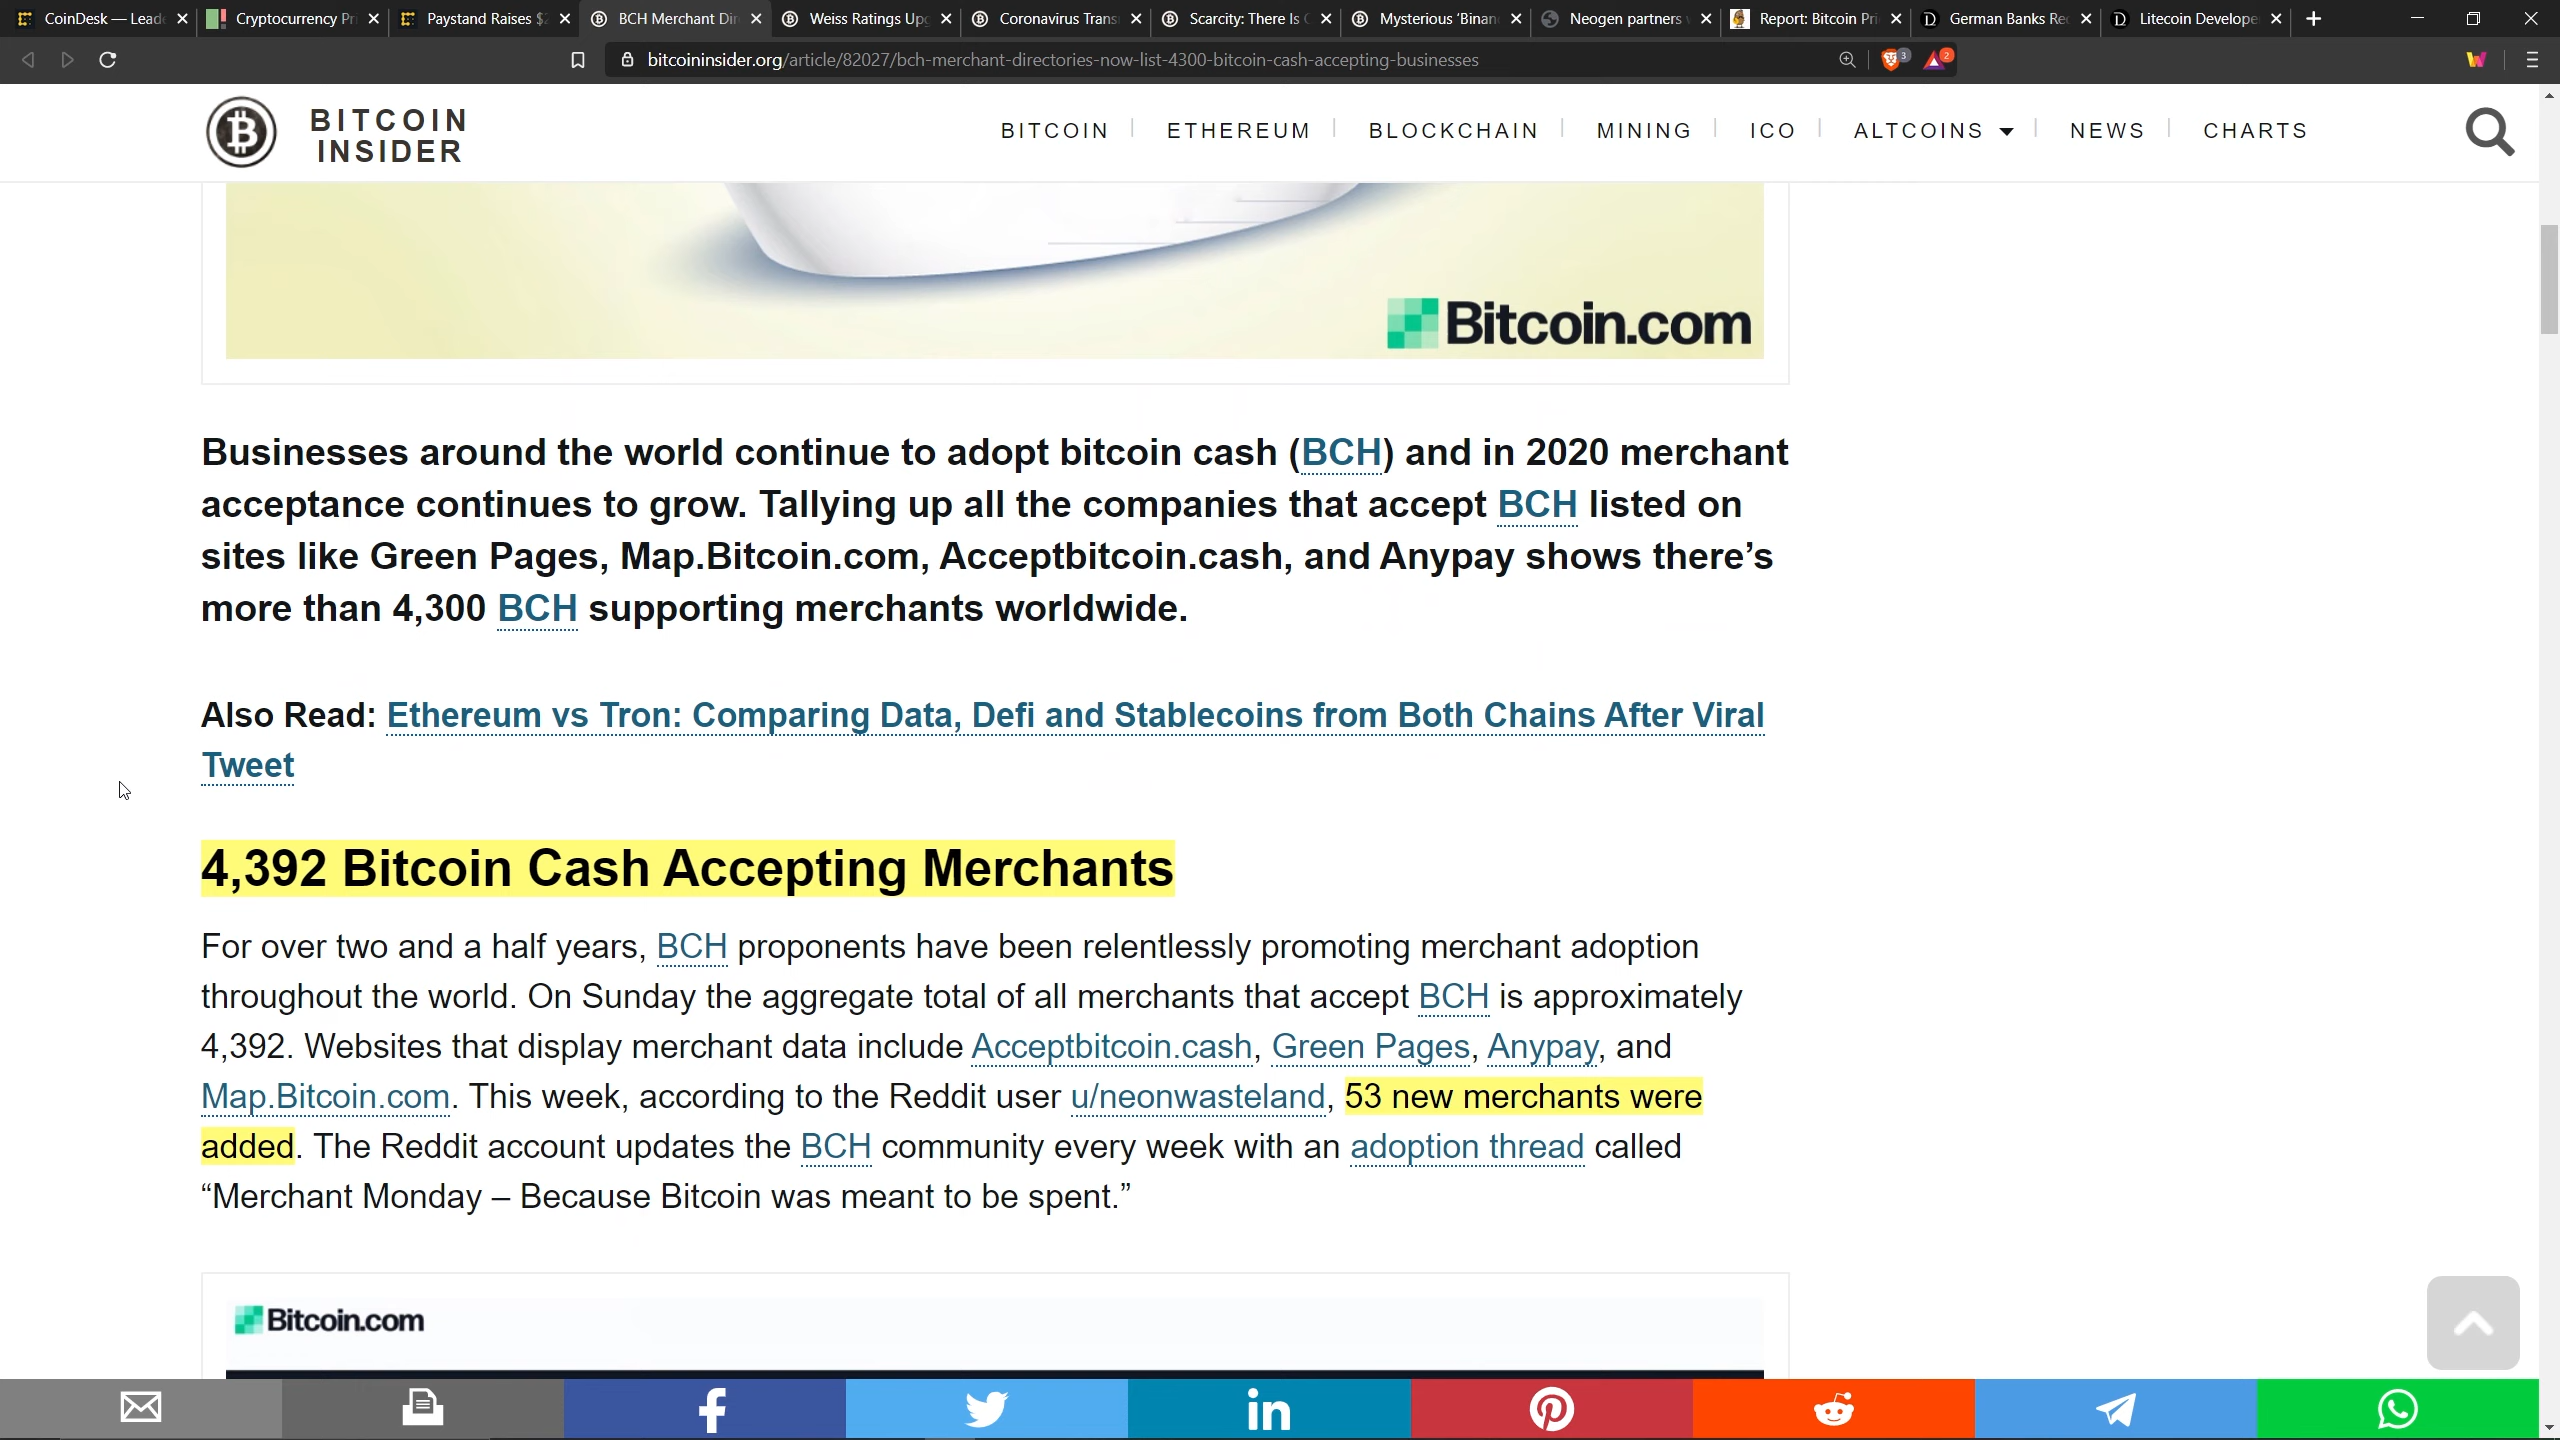 CoinDesk — Lead
Cryptocurrency Pr
Paystand Raises $2
BCH Merchant Dir
Weiss Ratings Upg
Coronavirus Trans
Scarcity: There Is O
Mysterious ‘Binan
Neogen partners w
Report: Bitcoin Pri
German Banks Re
Litecoin Develope
bitcoininsider.org/article/82027/bch-merchant-directories-now-list-4300-bitcoin-cash-accepting-businesses
3
2
BITCOIN
INSIDER
BITCOIN
ETHEREUM
BLOCKCHAIN
MINING
ICO
ALTCOINS
NEWS
CHARTS
Bitcoin.com
Businesses around the world continue to adopt bitcoin cash (BCH) and in 2020 merchant
acceptance continues to grow. Tallying up all the companies that accept BCH listed on
sites like Green Pages, Map.Bitcoin.com, Acceptbitcoin.cash, and Anypay shows there’s
more than 4,300 BCH supporting merchants worldwide.
Also Read: Ethereum vs Tron: Comparing Data, Defi and Stablecoins from Both Chains After Viral
Tweet
4,392 Bitcoin Cash Accepting Merchants
For over two and a half years, BCH proponents have been relentlessly promoting merchant adoption
throughout the world. On Sunday the aggregate total of all merchants that accept BCH is approximately
4,392. Websites that display merchant data include Acceptbitcoin.cash, Green Pages, Anypay, and
Map.Bitcoin.com. This week, according to the Reddit user u/neonwasteland, 53 new merchants were
added. The Reddit account updates the BCH community every week with an adoption thread called
“Merchant Monday – Because Bitcoin was meant to be spent.”
Bitcoin.com